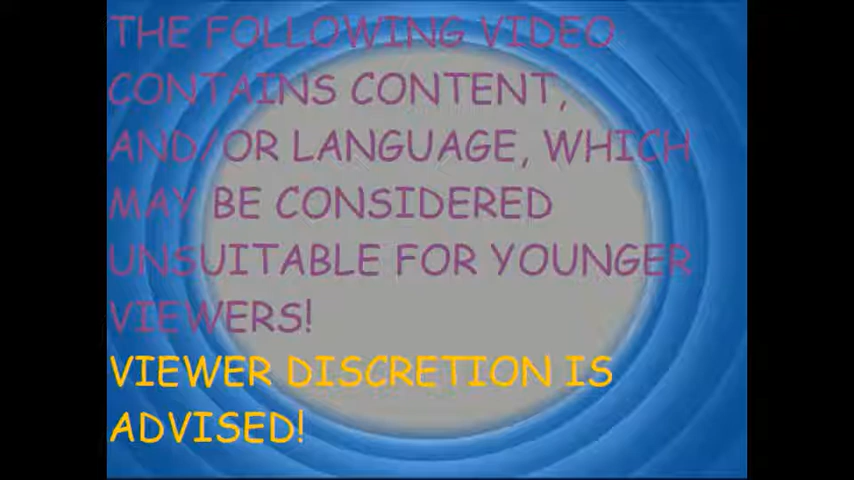 THE FOLLOWING VIDEO
CONTAINS CONTENT,
AND/OR LANGUAGE, WHICH
MAY BE CONSIDERED
UNSUITABLE FOR YOUNGER
VIEWERS!
VIEWER DISCRETION IS
ADVISED!